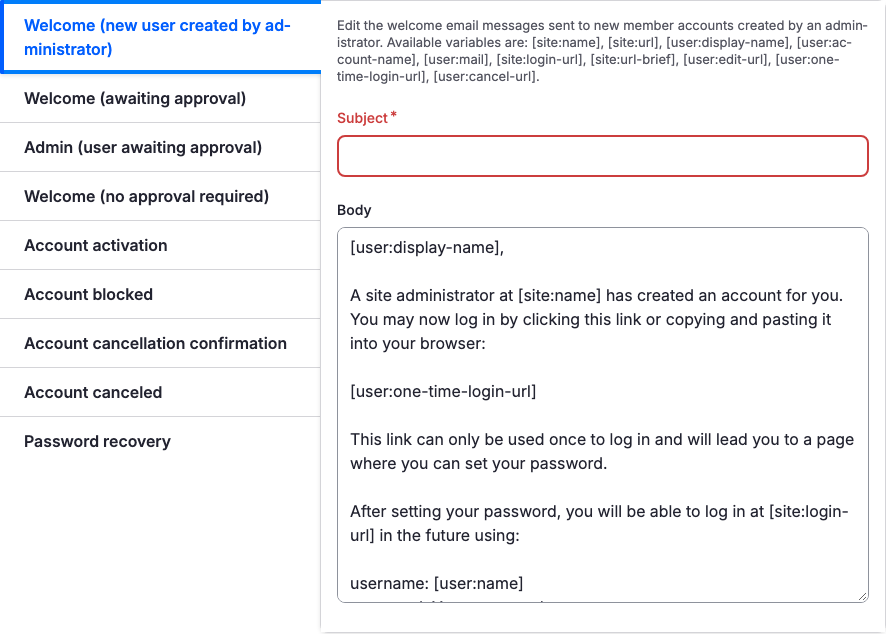 Welcome (new user created by ad-
ministrator)
Welcome (awaiting approval)
Admin (user awaiting approval)
Welcome (no approval required)
Account activation
Account blocked
Account cancellation confirmation
Account canceled
Password recovery
Edit the welcome email messages sent to new member accounts created by an admin-
istrator. Available variables are: [site:name], [site:url], [user:display-name], [user:ac-
count-name], [user:mail], [site:login-url], [site:url-brief], [user:edit-url], [user:one-
time-login-url], [user:cancel-url].
Subject*
Body
[user:display-name],
A site administrator at [site:name] has created an account for you.
You may now log in by clicking this link or copying and pasting it
into your browser:
[user:one-time-login-url]
This link can only be used once to log in and will lead you to a page
where you can set your password.
After setting your password, you will be able to log in at [site:login-
url] in the future using:
username: [user:name]